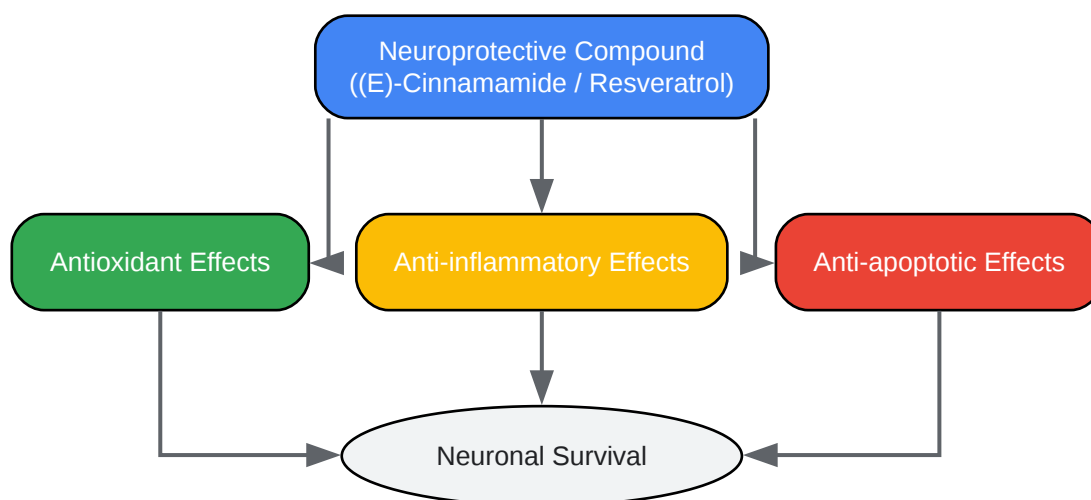 Neuroprotective Compound
((E)-Cinnamamide / Resveratrol)
Antioxidant Effects
Anti-inflammatory Effects
Anti-apoptotic Effects
Neuronal Survival